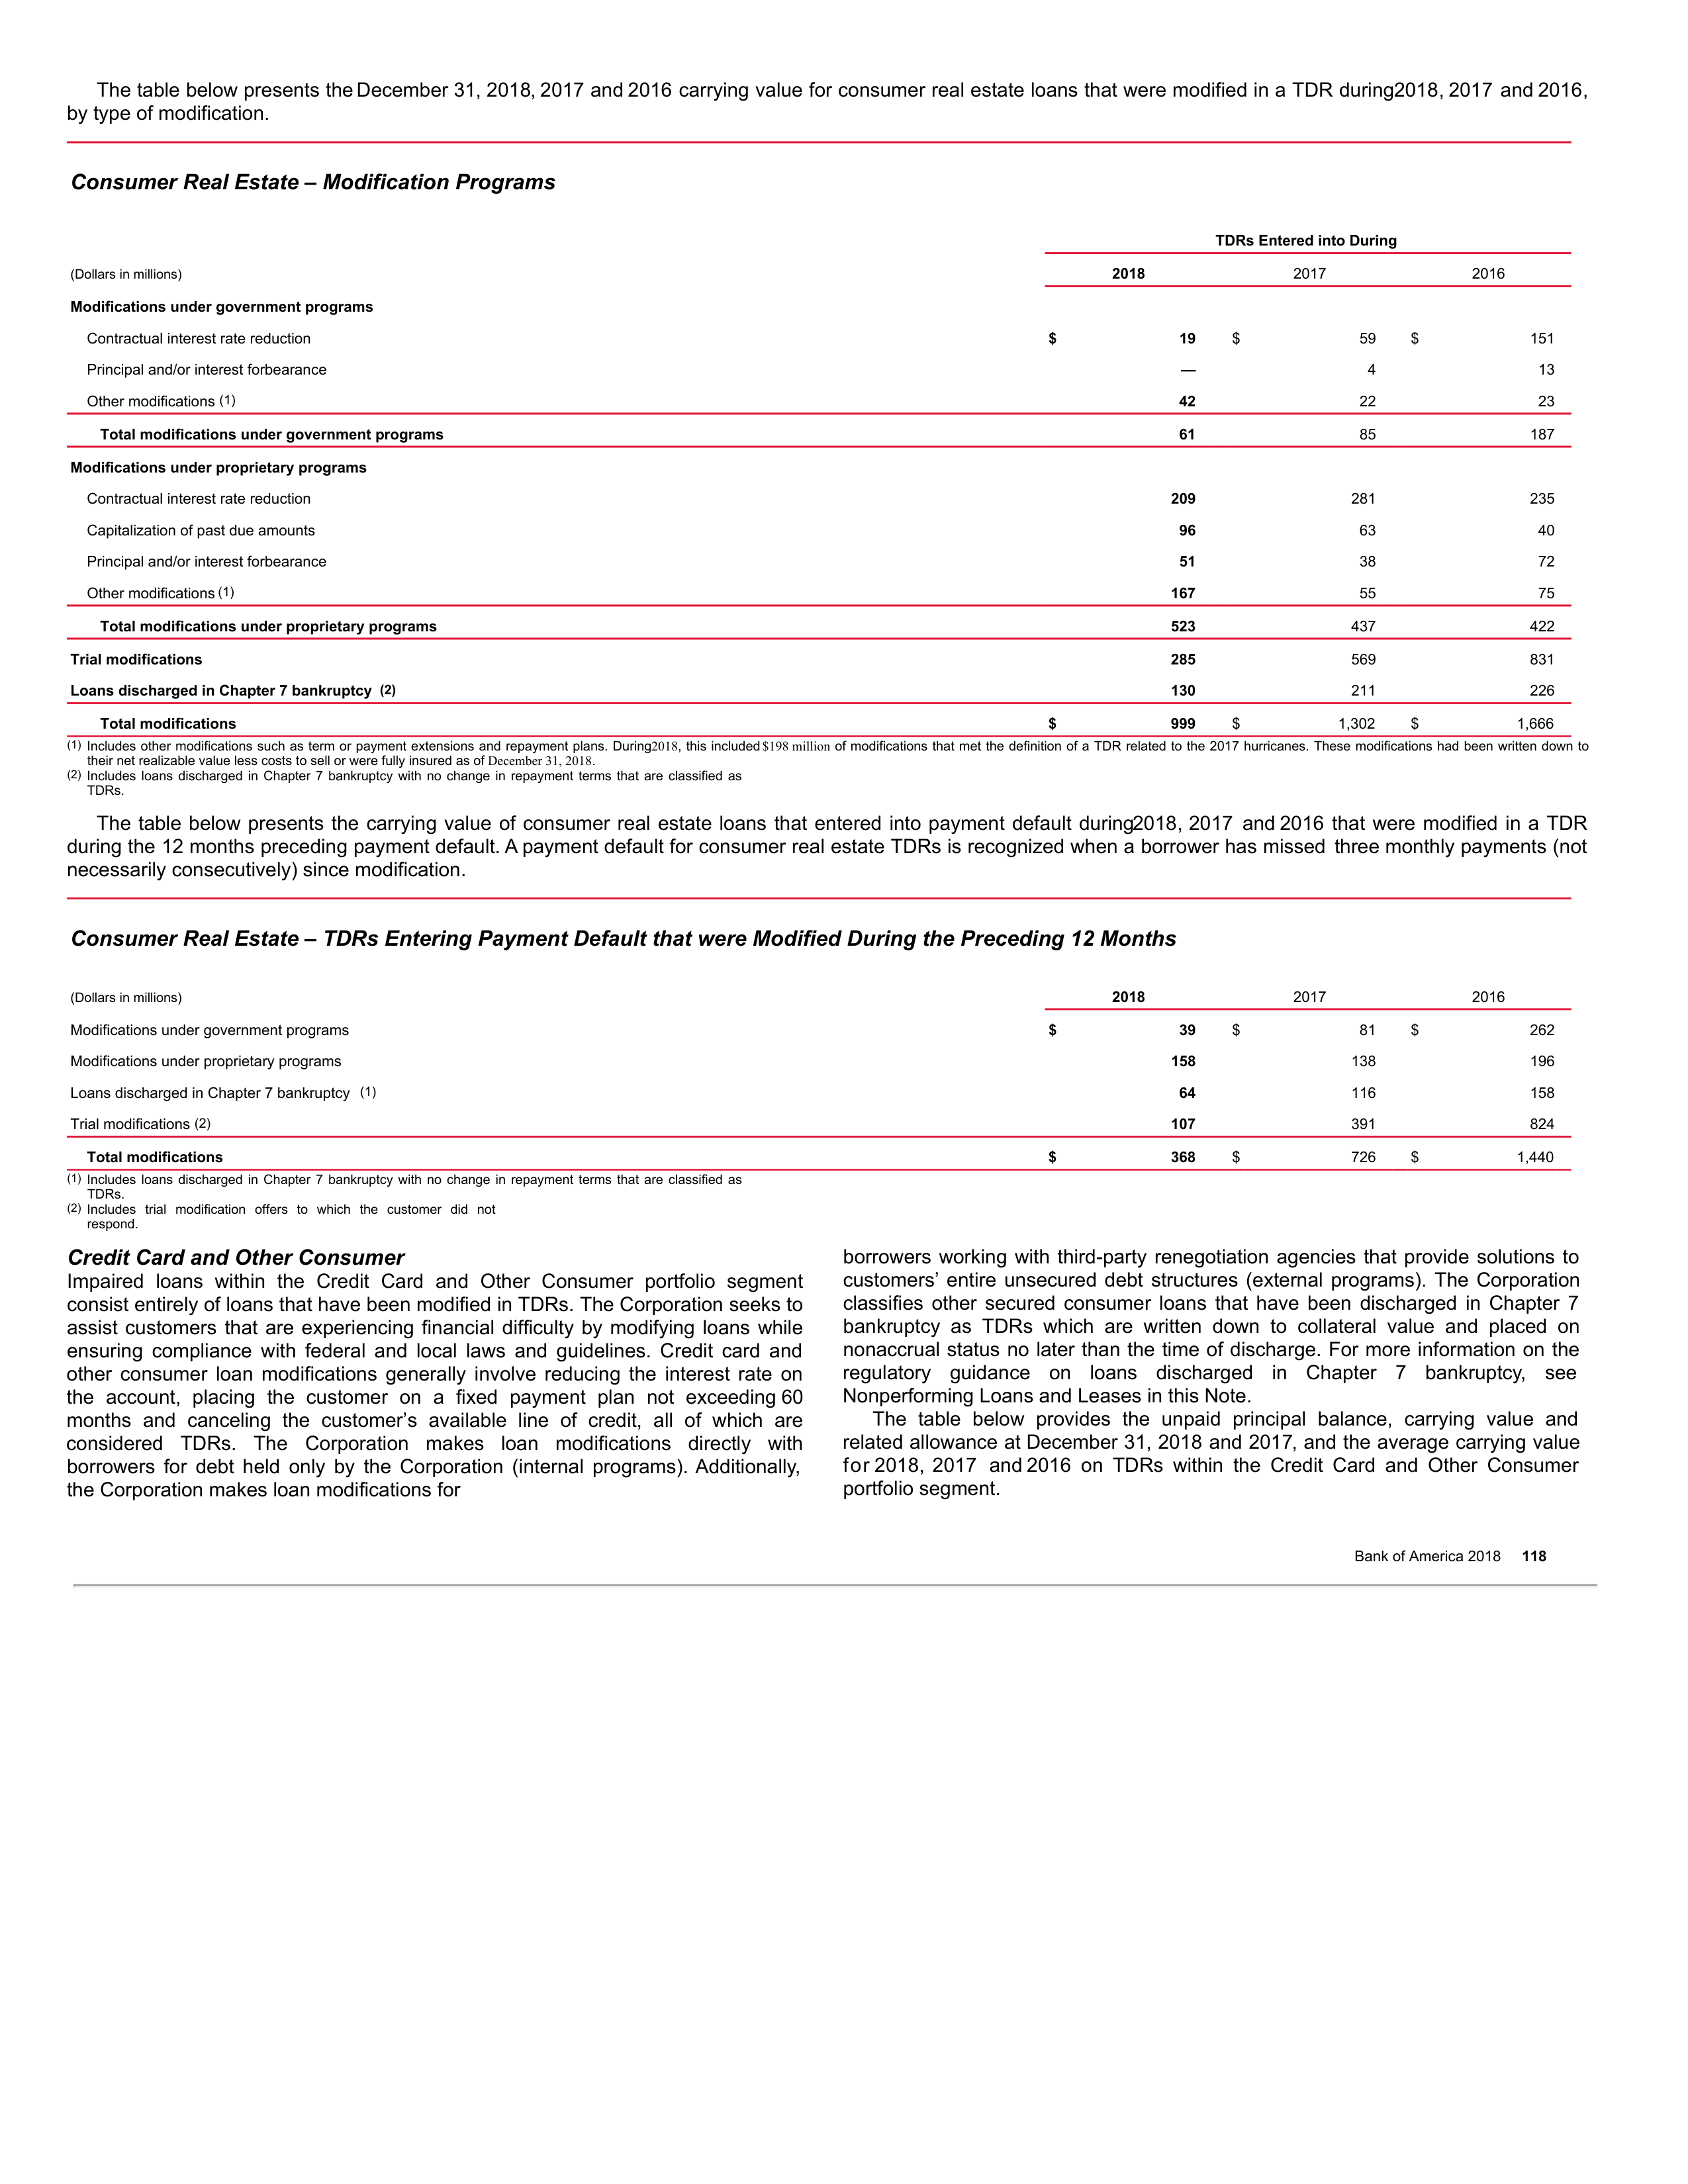 The table below presents the December 31, 2018, 2017 and 2016 carrying value for consumer real estate loans that were modified in a TDR during2018, 2017 and 2016,
by type of modification.
Consumer Real Estate – Modification Programs
TDRs Entered into During
(Dollars in millions) 2018 2017 2016
Modifications under government programs
Contractual interest rate reduction $ 19 $ 59 $ 151
Principal and/or interest forbearance — 4 13
Other modifications (1) 42 22 23
Total modifications under government programs 61 85 187
Modifications under proprietary programs
Contractual interest rate reduction 209 281 235
Capitalization of past due amounts 96 63 40
Principal and/or interest forbearance 51 38 72
Other modifications (1) 167 55 75
Total modifications under proprietary programs 523 437 422
Trial modifications 285 569 831
Loans discharged in Chapter 7 bankruptcy (2) 130 211 226
Total modifications $ 999 $ 1,302 $ 1,666
(1) Includes other modifications such as term or payment extensions and repayment plans. During2018, this included $198 million of modifications that met the definition of a TDR related to the 2017 hurricanes. These modifications had been written down to
their net realizable value less costs to sell or were fully insured as of December 31, 2018.
(2) Includes loans discharged in Chapter 7 bankruptcy with no change in repayment terms that are classified as
TDRs.
The table below presents the carrying value of consumer real estate loans that entered into payment default during2018, 2017 and 2016 that were modified in a TDR
during the 12 months preceding payment default. A payment default for consumer real estate TDRs is recognized when a borrower has missed three monthly payments (not
necessarily consecutively) since modification.
Consumer Real Estate – TDRs Entering Payment Default that were Modified During the Preceding 12 Months
(Dollars in millions) 2018 2017 2016
Modifications under government programs $ 39 $ 81 $ 262
Modifications under proprietary programs 158 138 196
Loans discharged in Chapter 7 bankruptcy (1) 64 116 158
Trial modifications (2) 107 391 824
Total modifications $ 368 $ 726 $ 1,440
(1) Includes loans discharged in Chapter 7 bankruptcy with no change in repayment terms that are classified as
TDRs.
(2) Includes trial modification offers to which the customer did not
respond.
Credit Card and Other Consumer
Impaired loans within the Credit Card and Other Consumer portfolio segment
consist entirely of loans that have been modified in TDRs. The Corporation seeks to
assist customers that are experiencing financial difficulty by modifying loans while
ensuring compliance with federal and local laws and guidelines. Credit card and
other consumer loan modifications generally involve reducing the interest rate on
the account, placing the customer on a fixed payment plan not exceeding 60
months and canceling the customer’s available line of credit, all of which are
considered TDRs. The Corporation makes loan modifications directly with
borrowers for debt held only by the Corporation (internal programs). Additionally,
the Corporation makes loan modifications for
borrowers working with third-party renegotiation agencies that provide solutions to
customers’ entire unsecured debt structures (external programs). The Corporation
classifies other secured consumer loans that have been discharged in Chapter 7
bankruptcy as TDRs which are written down to collateral value and placed on
nonaccrual status no later than the time of discharge. For more information on the
regulatory guidance on loans discharged in Chapter 7 bankruptcy, see
Nonperforming Loans and Leases in this Note.
The table below provides the unpaid principal balance, carrying value and
related allowance at December 31, 2018 and 2017, and the average carrying value
for 2018, 2017 and 2016 on TDRs within the Credit Card and Other Consumer
portfolio segment.
Bank of America 2018 118